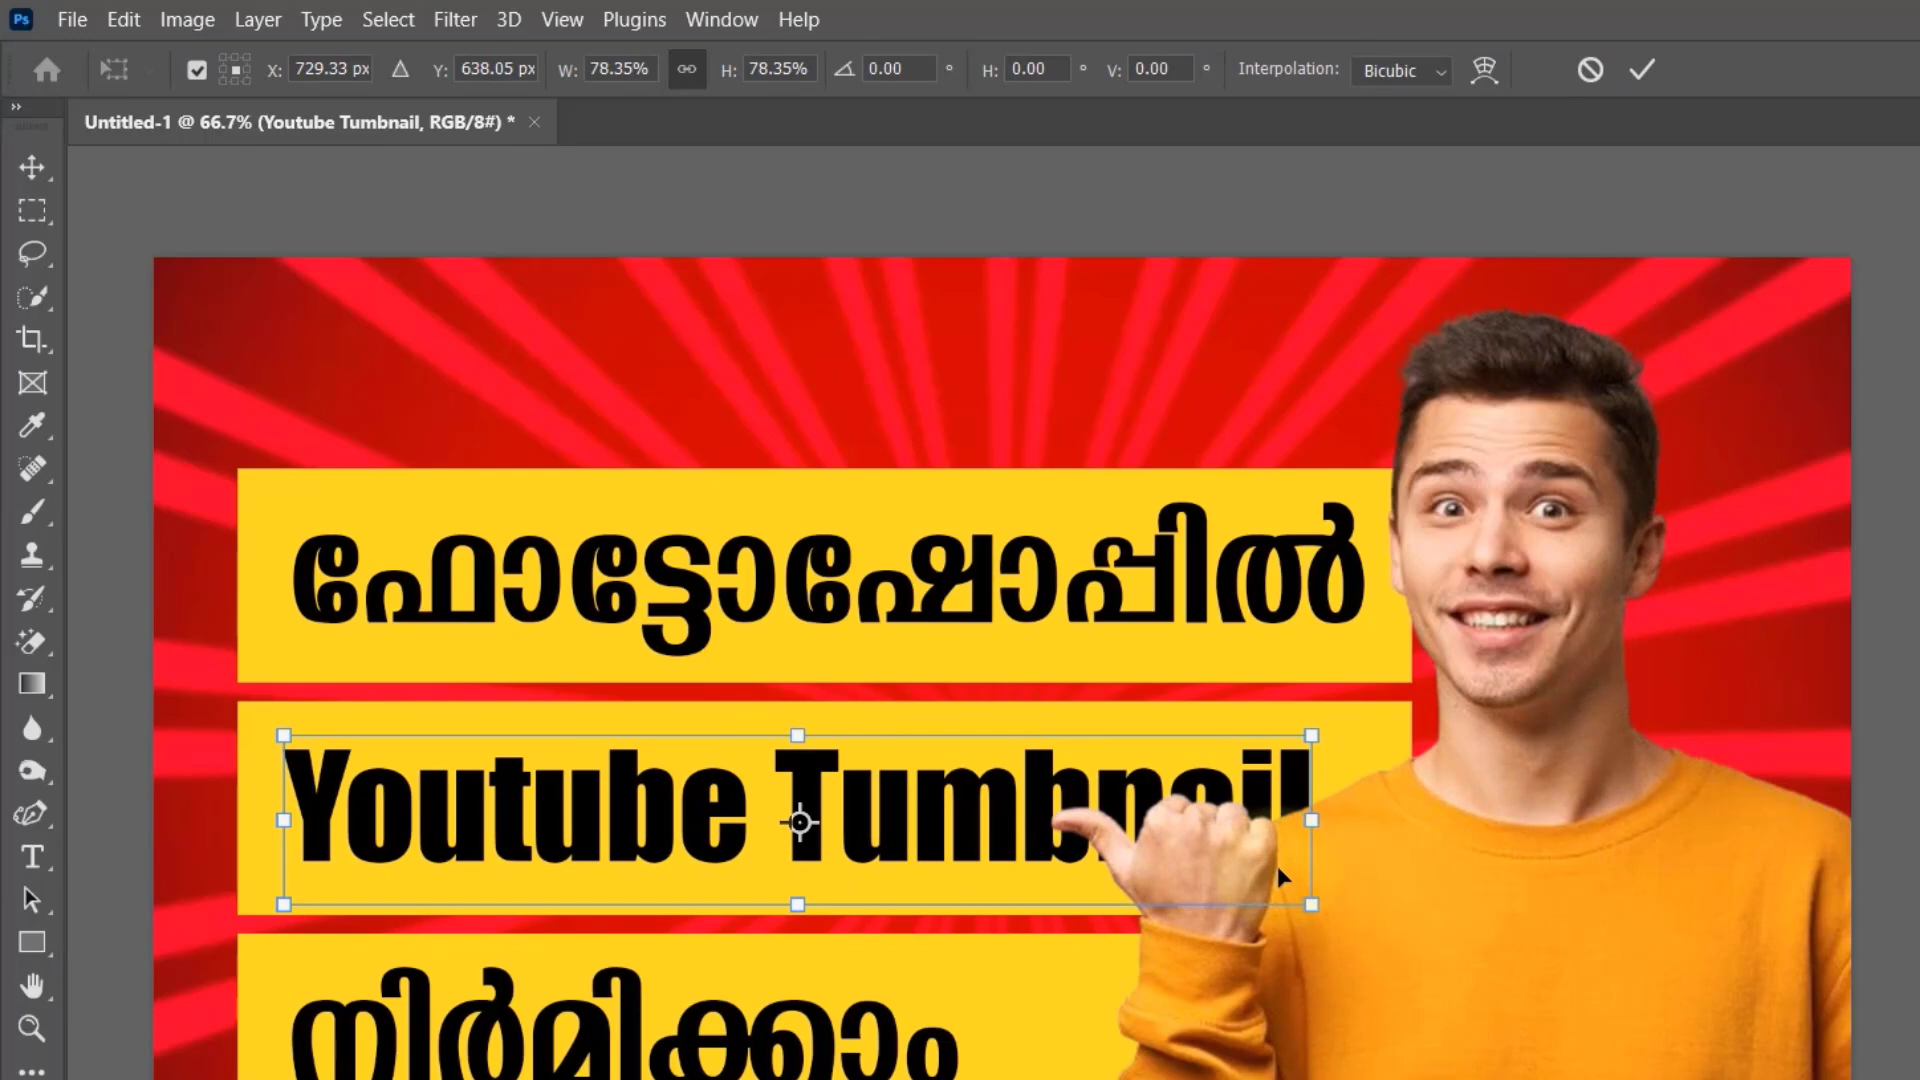 Ps File Edit Image Layer Type Select Filter 3D View Plugins Window Help
X: 729.33 px Y: 638.05 px W: 78.35% H: 78.35% 0.00 ° H: 0.00 ° V: 0.00 ° Interpolation: Bicubic
Untitled-1 @ 66.7% (Youtube Tumbnail, RGB/8#) *
ഫോട്ടോഷോപ്പിൽ
Youtube Tumbnail
നിർമിക്കാം